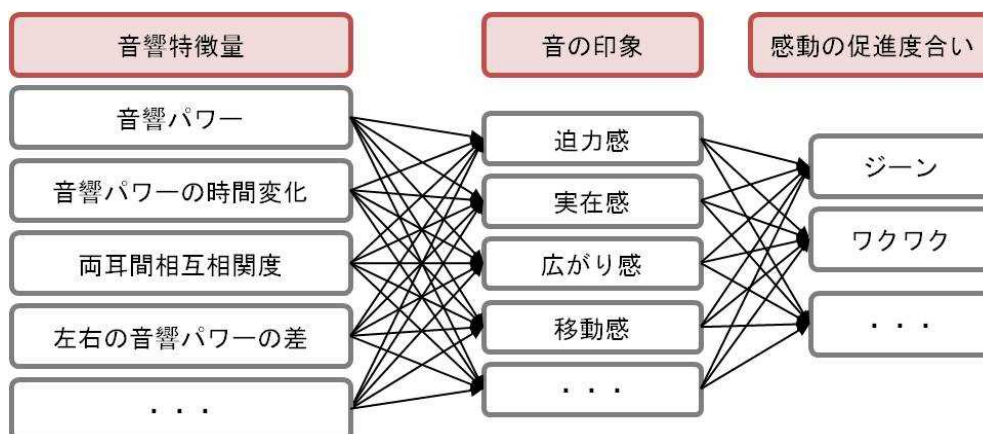 音響特徴量
音響パワー
音響パワーの時間変化
両耳間相互相関度
左右の音響パワーの差
・・・
音の印象
迫力感
実在感
広がり感
移動感
・・・
感動の促進度合い
ジーン
ワクワク
・・・